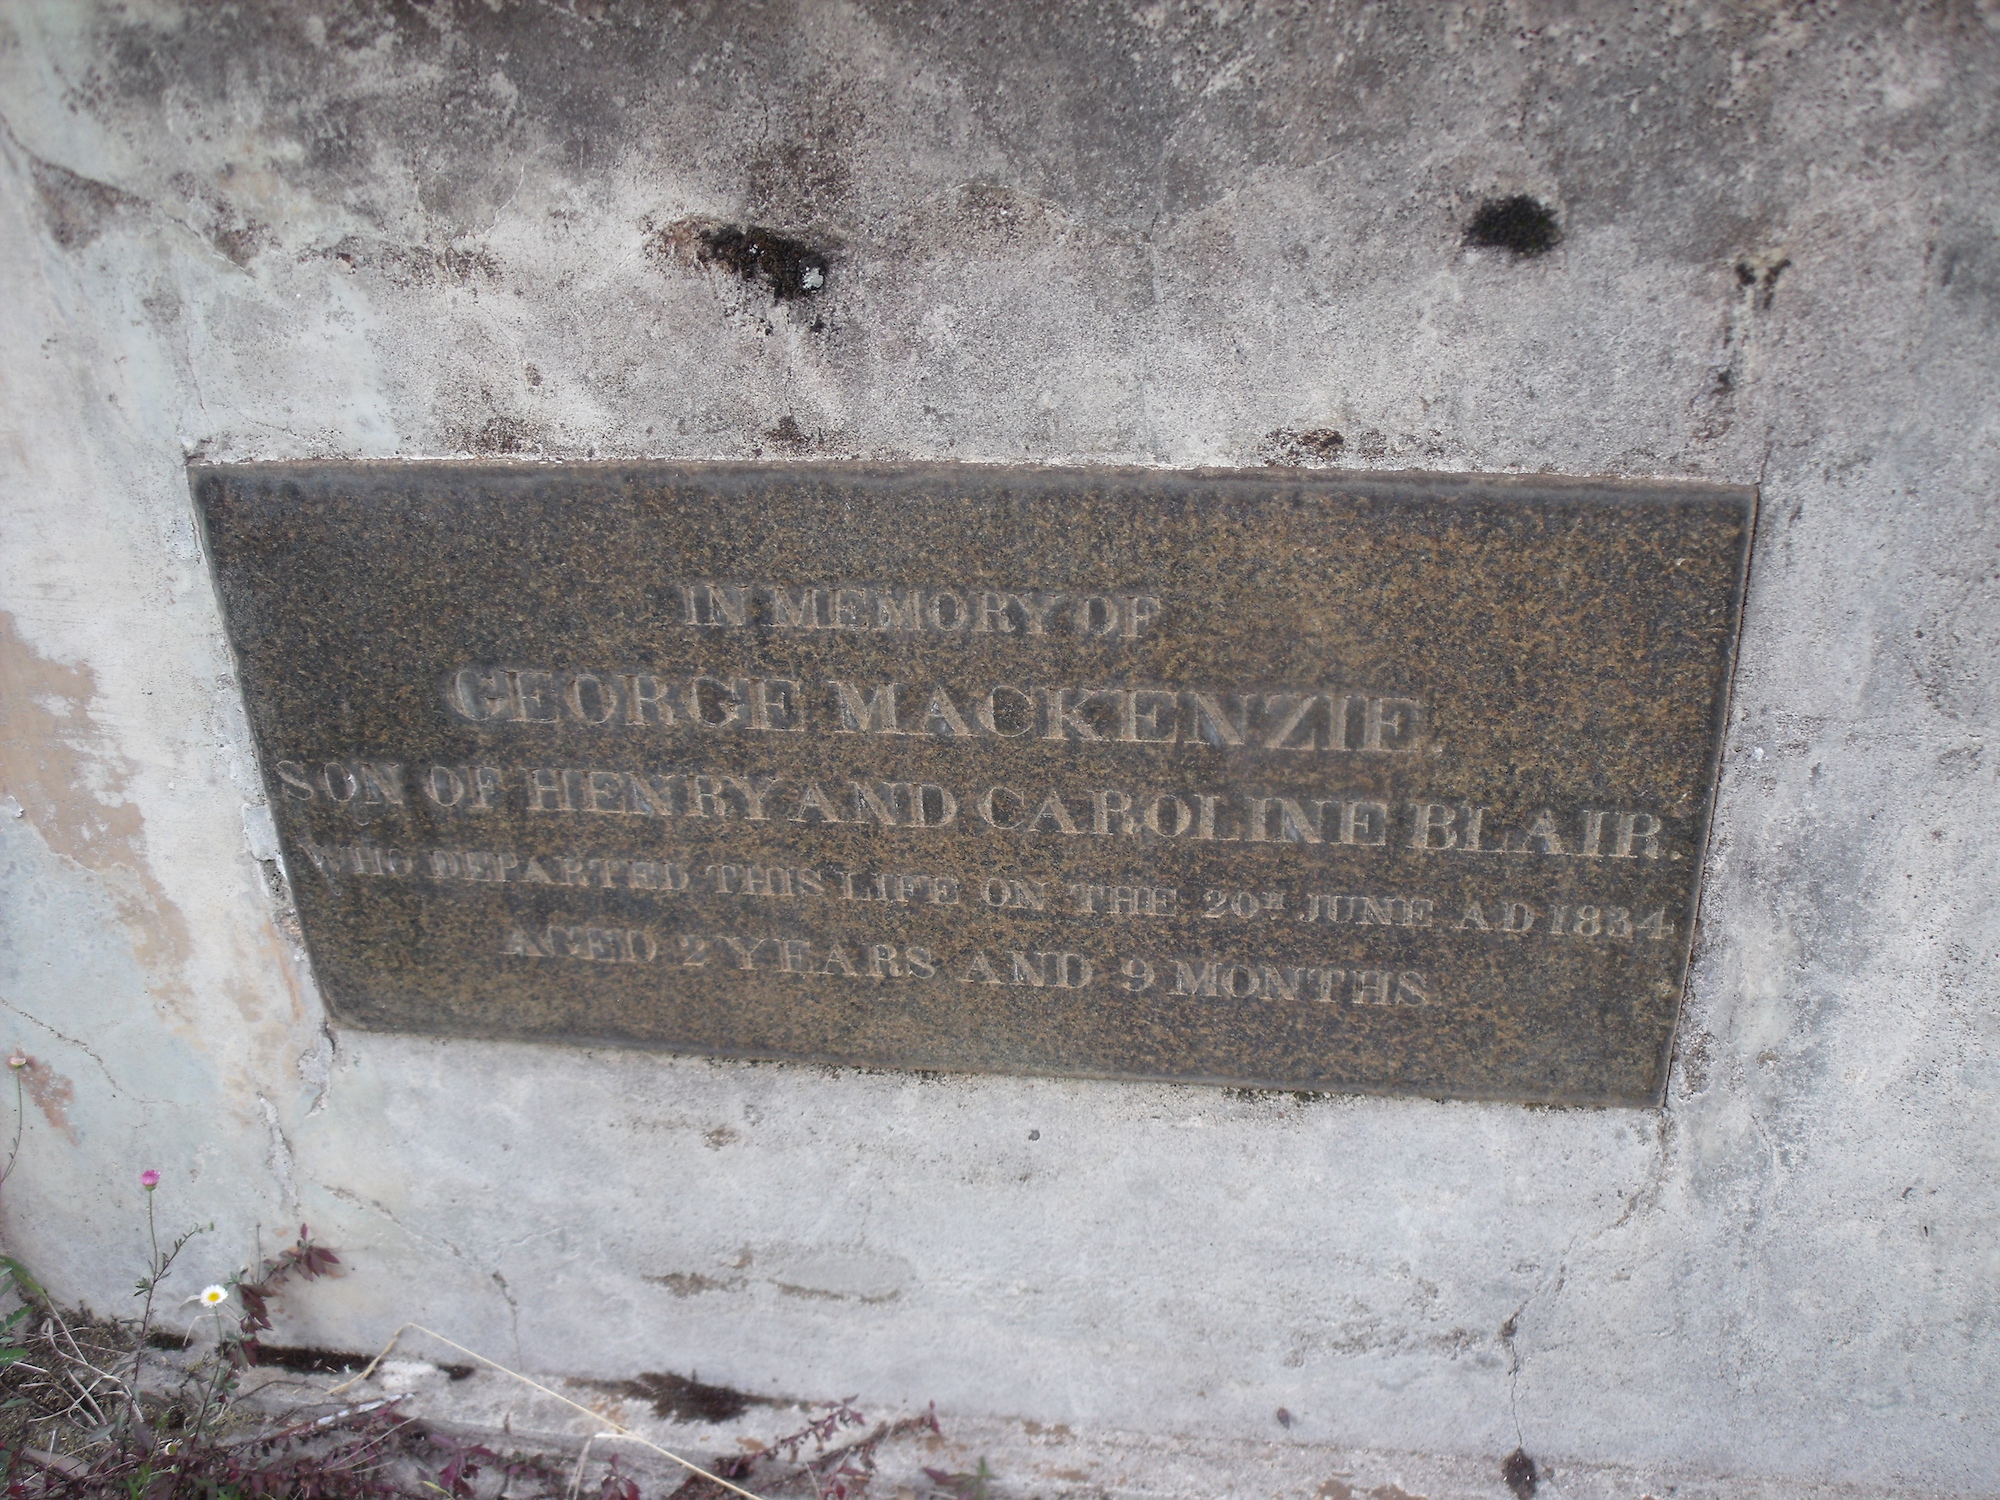 IN MEMORY OF
GEORGE MACKENZIE.
SON OF HENRY AND CAROLINE BLAIR.
WHO DEPARTED THIS LIFE ON THE 20TH JUNE AD 1834
AGED 2 YEARS AND 9 MONTHS